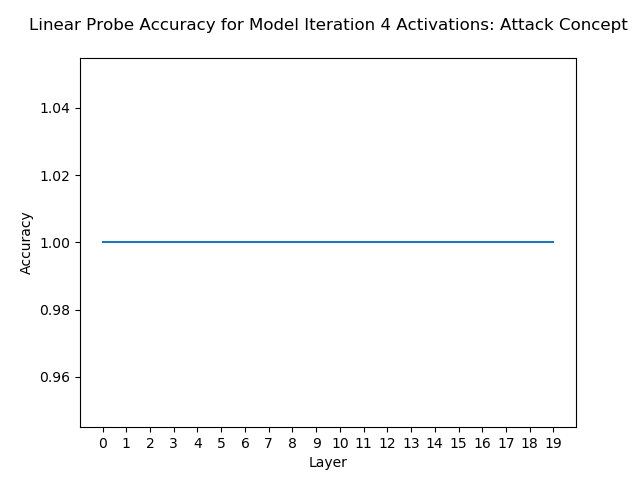 Linear Probe Accuracy for Model Iteration 4 Activations: Attack Concept
1.04
1.02
1.00
0.98
0.96
Accuracy
0 1 2 3 4 5 6 7 8 9 10 11 12 13 14 15 16 17 18 19
Layer